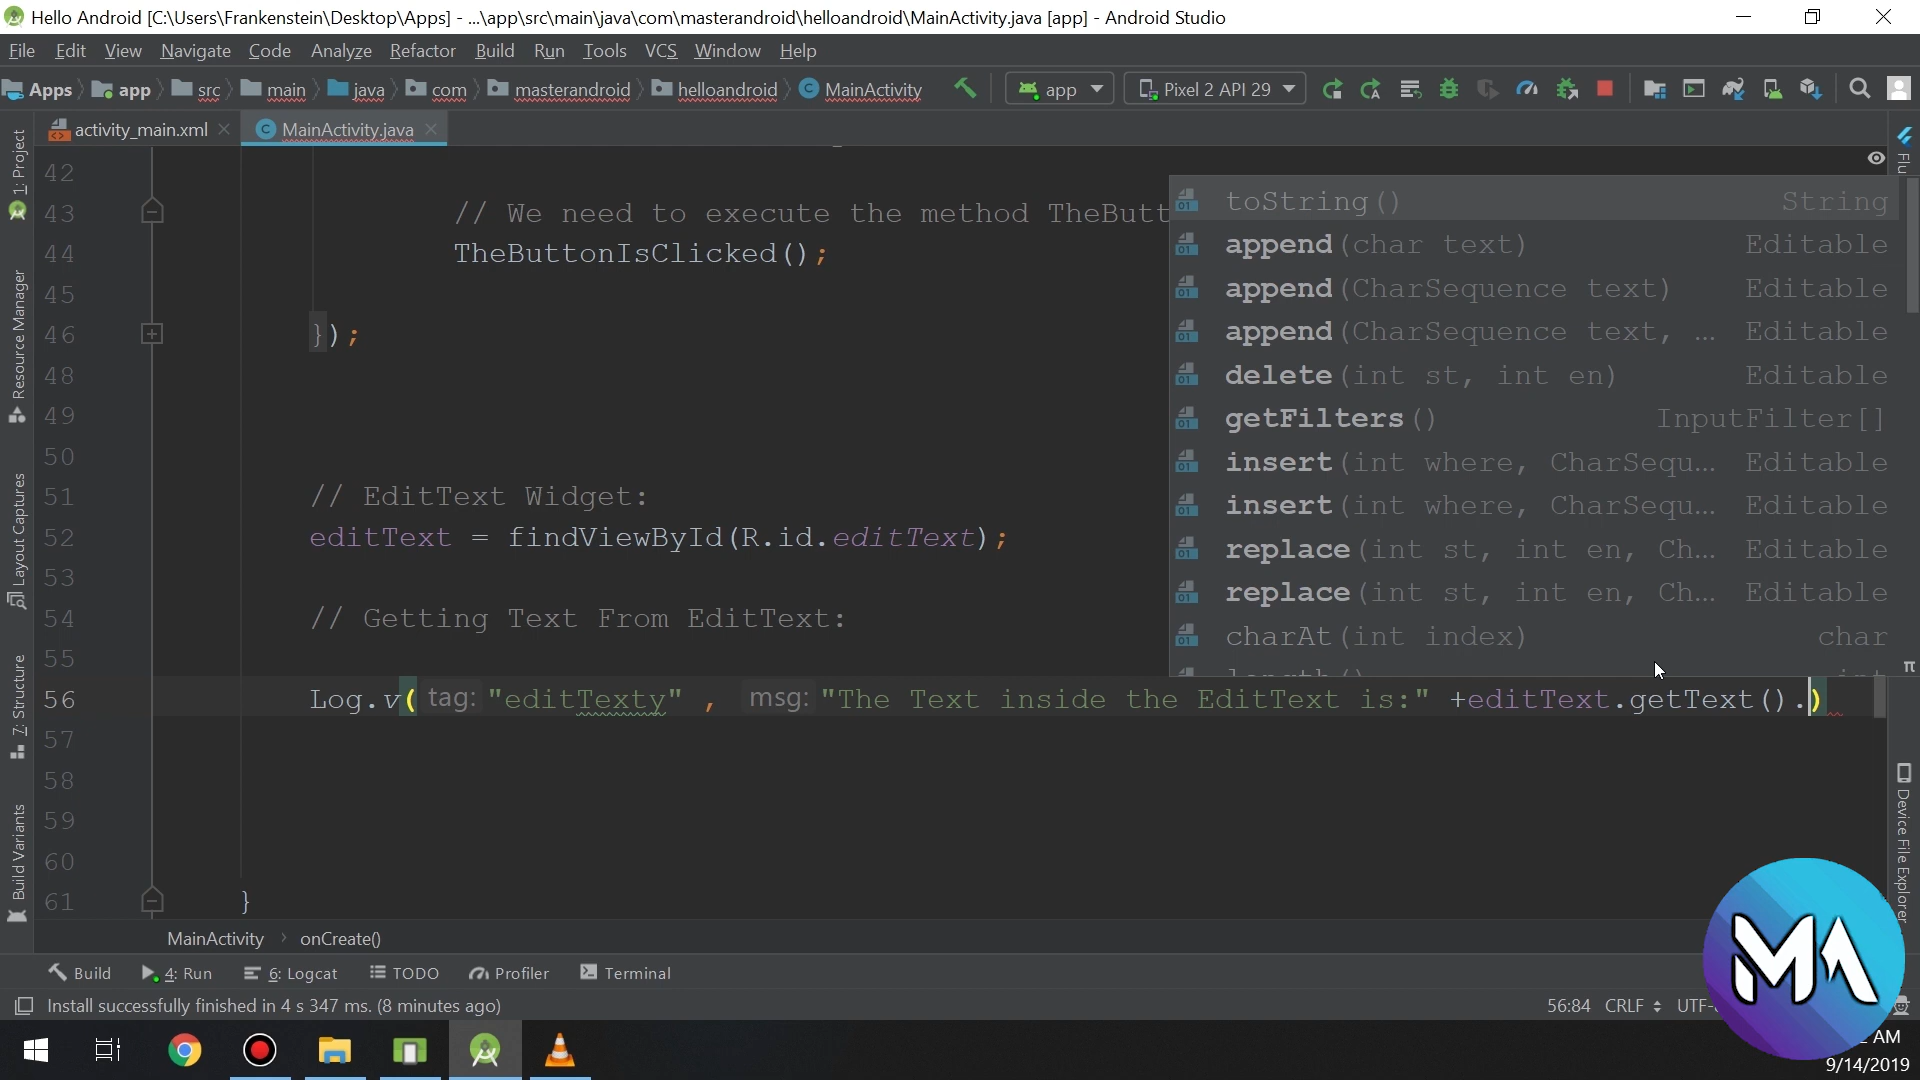 Hello Android [C:\Users\Frankenstein\Desktop\Apps] - ...\app\src\main\java\com\masterandroid\helloandroid\MainActivity.java [app] - Android Studio
File Edit View Navigate Code Analyze Refactor Build Run Tools VCS Window Help
Apps app src main java com masterandroid helloandroid MainActivity app Pixel 2 API 29
activity_main.xml MainActivity.java
1: Project
Resource Manager
Layout Captures
7: Structure
Build Variants
Flu
Device File Explorer
42
43 // We need to execute the method TheButt
44 TheButtonIsClicked();
45
46 });
48
49
50
51 // EditText Widget:
52 editText = findViewById(R.id.editText);
53
54 // Getting Text From EditText:
55
56 Log.v( tag: "editTexty" , msg: "The Text inside the EditText is:" +editText.getText().)
57
58
59
60
61 }
toString() String
append(char text) Editable
append(CharSequence text) Editable
append(CharSequence text, ... Editable
delete(int st, int en) Editable
getFilters() InputFilter[]
insert(int where, CharSequ... Editable
insert(int where, CharSequ... Editable
replace(int st, int en, Ch... Editable
replace(int st, int en, Ch... Editable
charAt(int index) char
π
MainActivity onCreate()
Build 4: Run 6: Logcat TODO Profiler Terminal
Install successfully finished in 4 s 347 ms. (8 minutes ago) 56:84 CRLF
MA
AM
9/14/2019